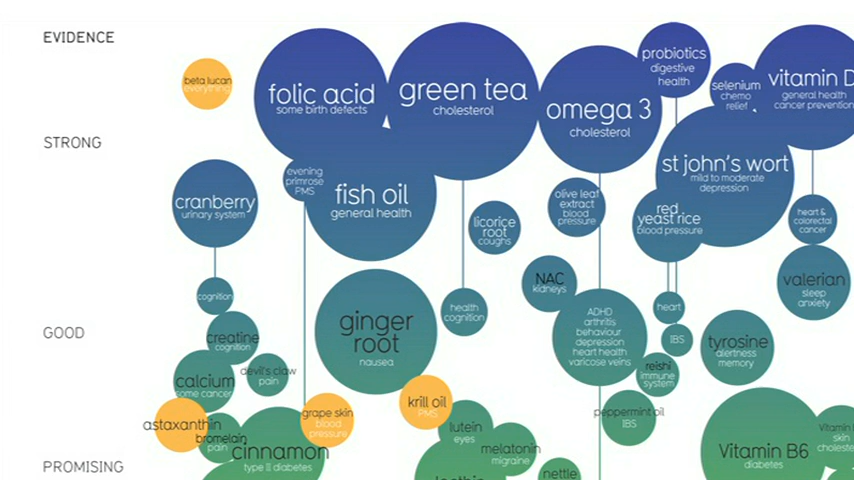 EVIDENCE
STRONG
GOOD
PROMISING
beta lucan
everything
folic acid
some birth defects
green tea
cholesterol
omega 3
cholesterol
probiotics
digestive
health
selenium
chemo
relief
vitamin D
general health
cancer prevention
st john's wort
mild to moderate
depression
evening
primrose
PMS
fish oil
general health
cranberry
urinary system
licorice
root
coughs
olive leaf
extract
blood
pressure
red
yeast rice
blood pressure
heart &
colorectal
cancer
cognition
NAC
kidneys
valerian
sleep
anxiety
health
cognition
heart
ginger
root
nausea
ADHD
arthritis
behaviour
depression
heart health
varicose veins
IBS
creatine
cognition
tyrosine
alertness
memory
devil's claw
pain
calcium
some cancer
reishi
immune
system
krill oil
PMS
grape skin
blood
pressure
peppermint oil
IBS
astaxanthin
bromelain
pain
cinnamon
type II diabetes
lutein
eyes
melatonin
migraine
Vitamin B6
diabetes
skin
nettle